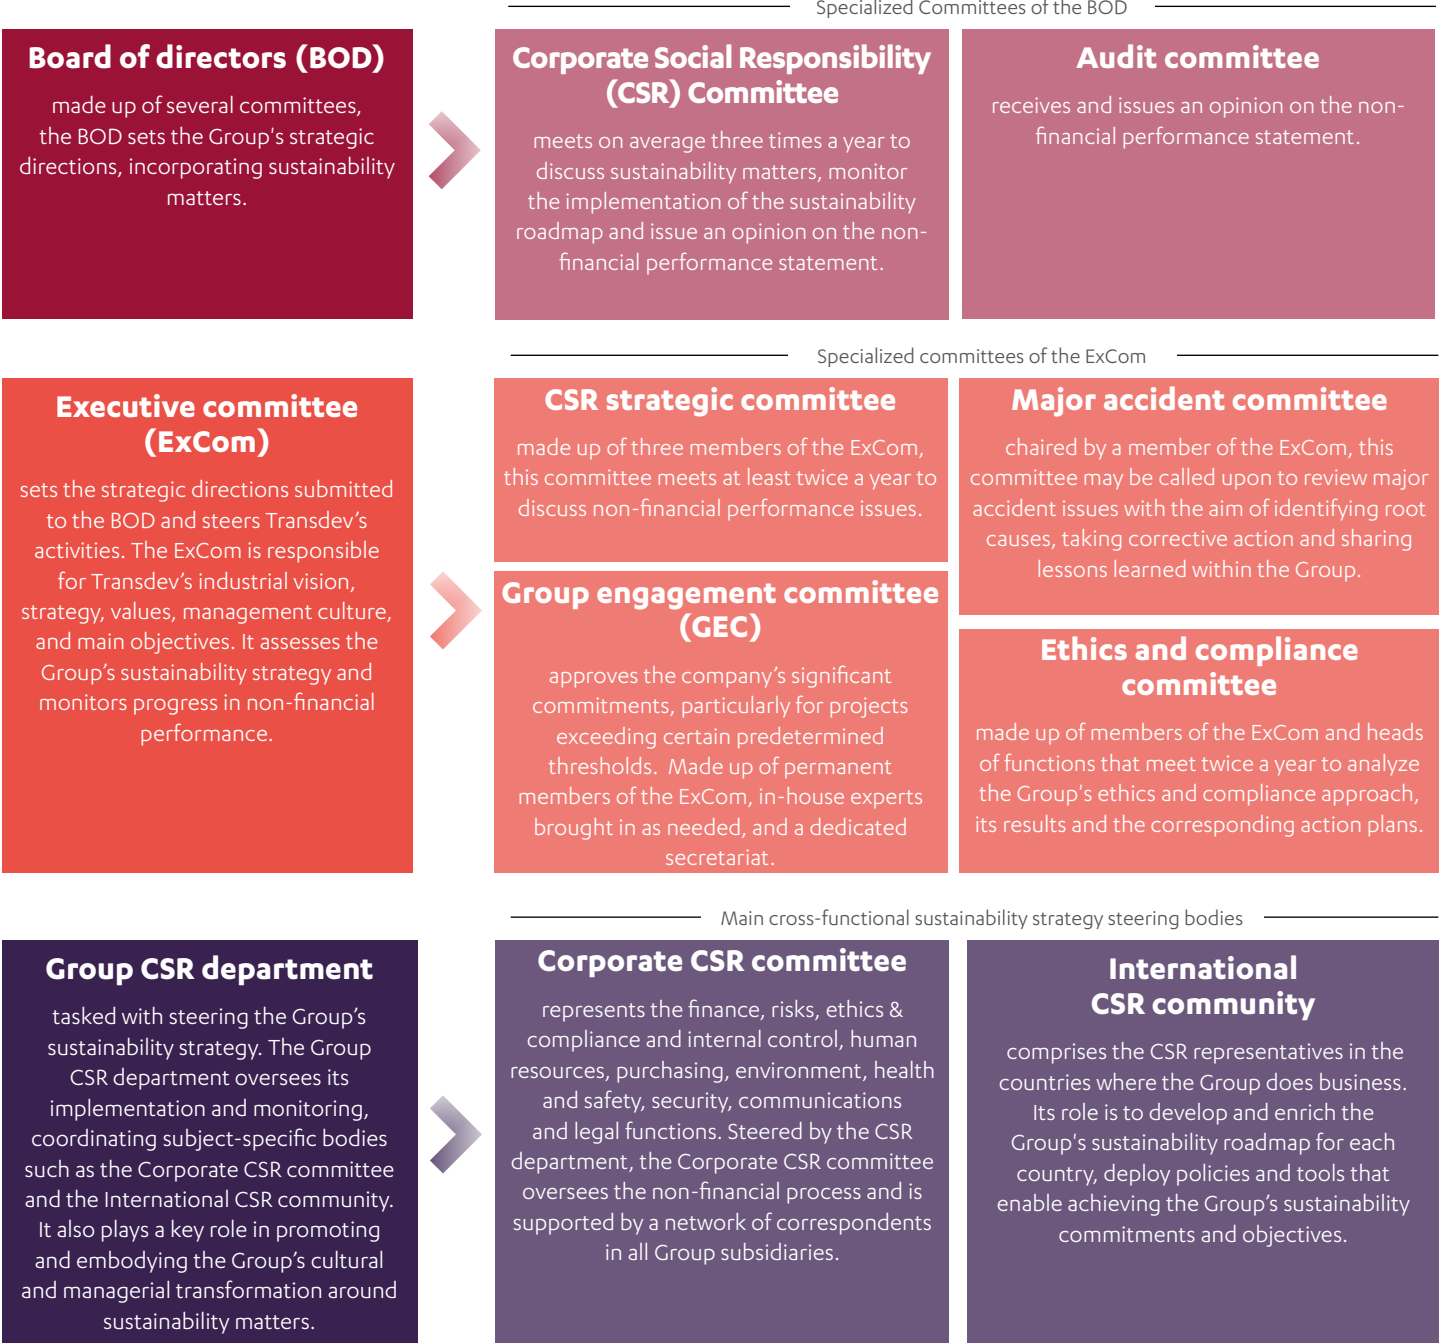 Specialized Committees of the BOD
Board of directors (BOD)
made up of several committees,
the BOD sets the Group's strategic
directions, incorporating sustainability
matters.
Corporate Social Responsibility
(CSR) Committee
meets on average three times a year to
discuss sustainability matters, monitor
the implementation of the sustainability
roadmap and issue an opinion on the non-
financial performance statement.
Audit committee
receives and issues an opinion on the non-
financial performance statement.
Specialized committees of the ExCom
Executive committee
(ExCom)
sets the strategic directions submitted
to the BOD and steers Transdev’s
activities. The ExCom is responsible
for Transdev’s industrial vision,
strategy, values, management culture,
and main objectives. It assesses the
Group’s sustainability strategy and
monitors progress in non-financial
performance.
CSR strategic committee
made up of three members of the ExCom,
this committee meets at least twice a year to
discuss non-financial performance issues.
Group engagement committee
(GEC)
approves the company’s significant
commitments, particularly for projects
exceeding certain predetermined
thresholds. Made up of permanent
members of the ExCom, in-house experts
brought in as needed, and a dedicated
secretariat.
Major accident committee
chaired by a member of the ExCom, this
committee may be called upon to review major
accident issues with the aim of identifying root
causes, taking corrective action and sharing
lessons learned within the Group.
Ethics and compliance
committee
made up of members of the ExCom and heads
of functions that meet twice a year to analyze
the Group's ethics and compliance approach,
its results and the corresponding action plans.
Main cross-functional sustainability strategy steering bodies
Group CSR department
tasked with steering the Group’s
sustainability strategy. The Group
CSR department oversees its
implementation and monitoring,
coordinating subject-specific bodies
such as the Corporate CSR committee
and the International CSR community.
It also plays a key role in promoting
and embodying the Group’s cultural
and managerial transformation around
sustainability matters.
Corporate CSR committee
represents the finance, risks, ethics &
compliance and internal control, human
resources, purchasing, environment, health
and safety, security, communications
and legal functions. Steered by the CSR
department, the Corporate CSR committee
oversees the non-financial process and is
supported by a network of correspondents
in all Group subsidiaries.
International
CSR community
comprises the CSR representatives in the
countries where the Group does business.
Its role is to develop and enrich the
Group's sustainability roadmap for each
country, deploy policies and tools that
enable achieving the Group’s sustainability
commitments and objectives.